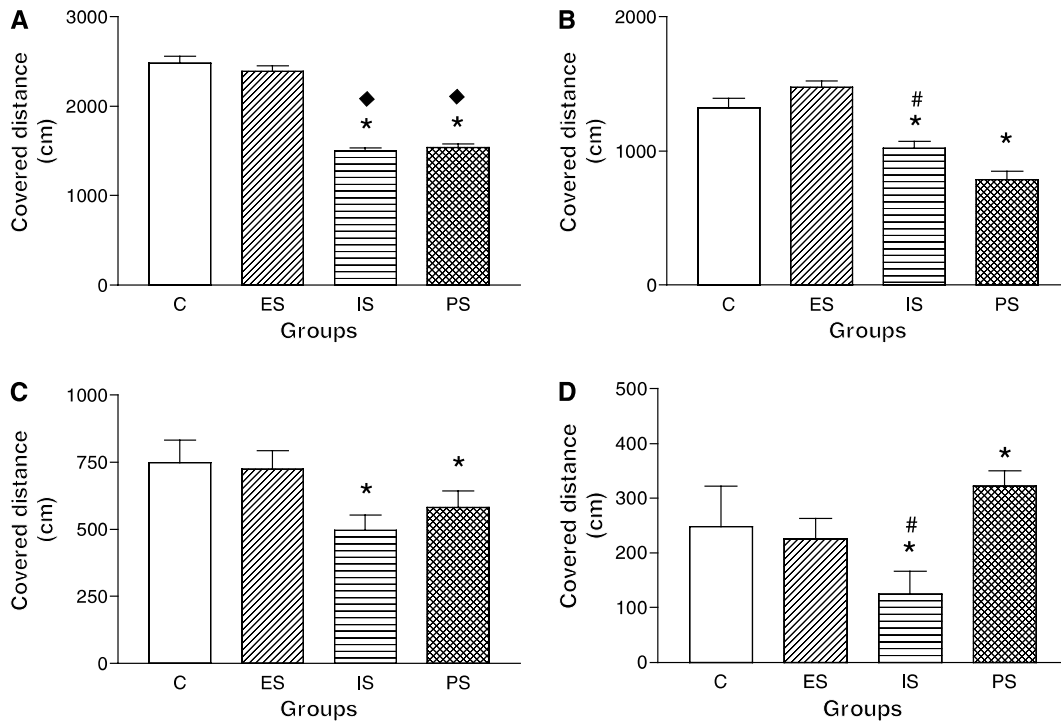 A
Covered distance
(cm)
3000
2000
1000
0
◆ ◆
* *
C ES IS PS
Groups
B
Covered distance
(cm)
2000
1000
0
#
* *
C ES IS PS
Groups
C
Covered distance
(cm)
1000
750
500
250
0
* *
C ES IS PS
Groups
D
Covered distance
(cm)
500
400
300
200
100
0
*
#
*
C ES IS PS
Groups